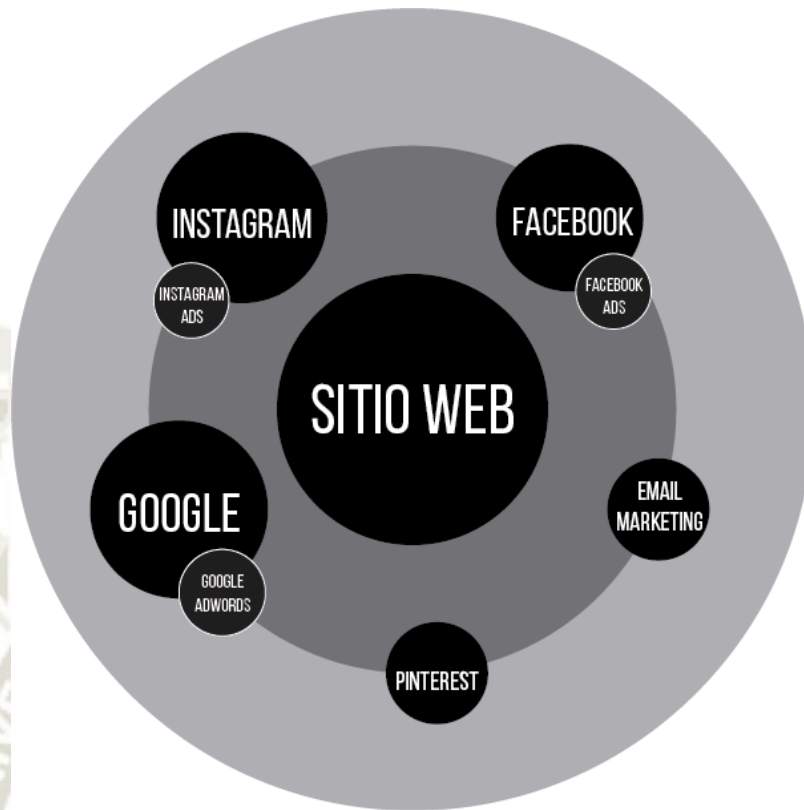 INSTAGRAM
FACEBOOK
INSTAGRAM
ADS
FACEBOOK
ADS
SITIO WEB
GOOGLE
EMAIL
MARKETING
GOOGLE
ADWORDS
PINTEREST